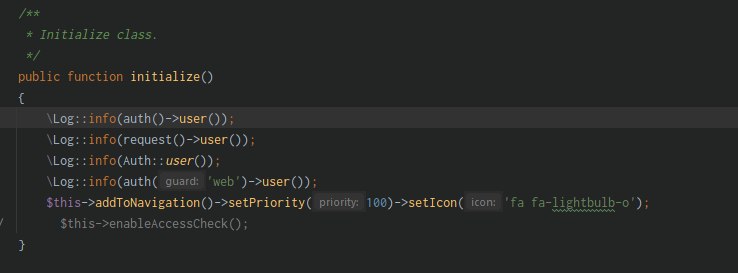 /**
 * Initialize class.
 */
public function initialize()
{
    \Log::info(auth()->user());
    \Log::info(request()->user());
    \Log::info(Auth::user());
    \Log::info(auth( guard: 'web')->user());
    $this->addToNavigation()->setPriority( priority: 100)->setIcon( icon: 'fa fa-lightbulb-o');
/     $this->enableAccessCheck();
}